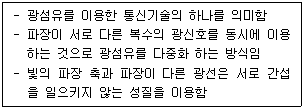 - 광섬유를 이용한 통신기술의 하나를 의미함
- 파장이 서로 다른 복수의 광신호를 동시에 이용
하는 것으로 광섬유를 다중화 하는 방식임
- 빛의 파장 축과 파장이 다른 광선은 서로 간섭
을 일으키지 않는 성질을 이용함